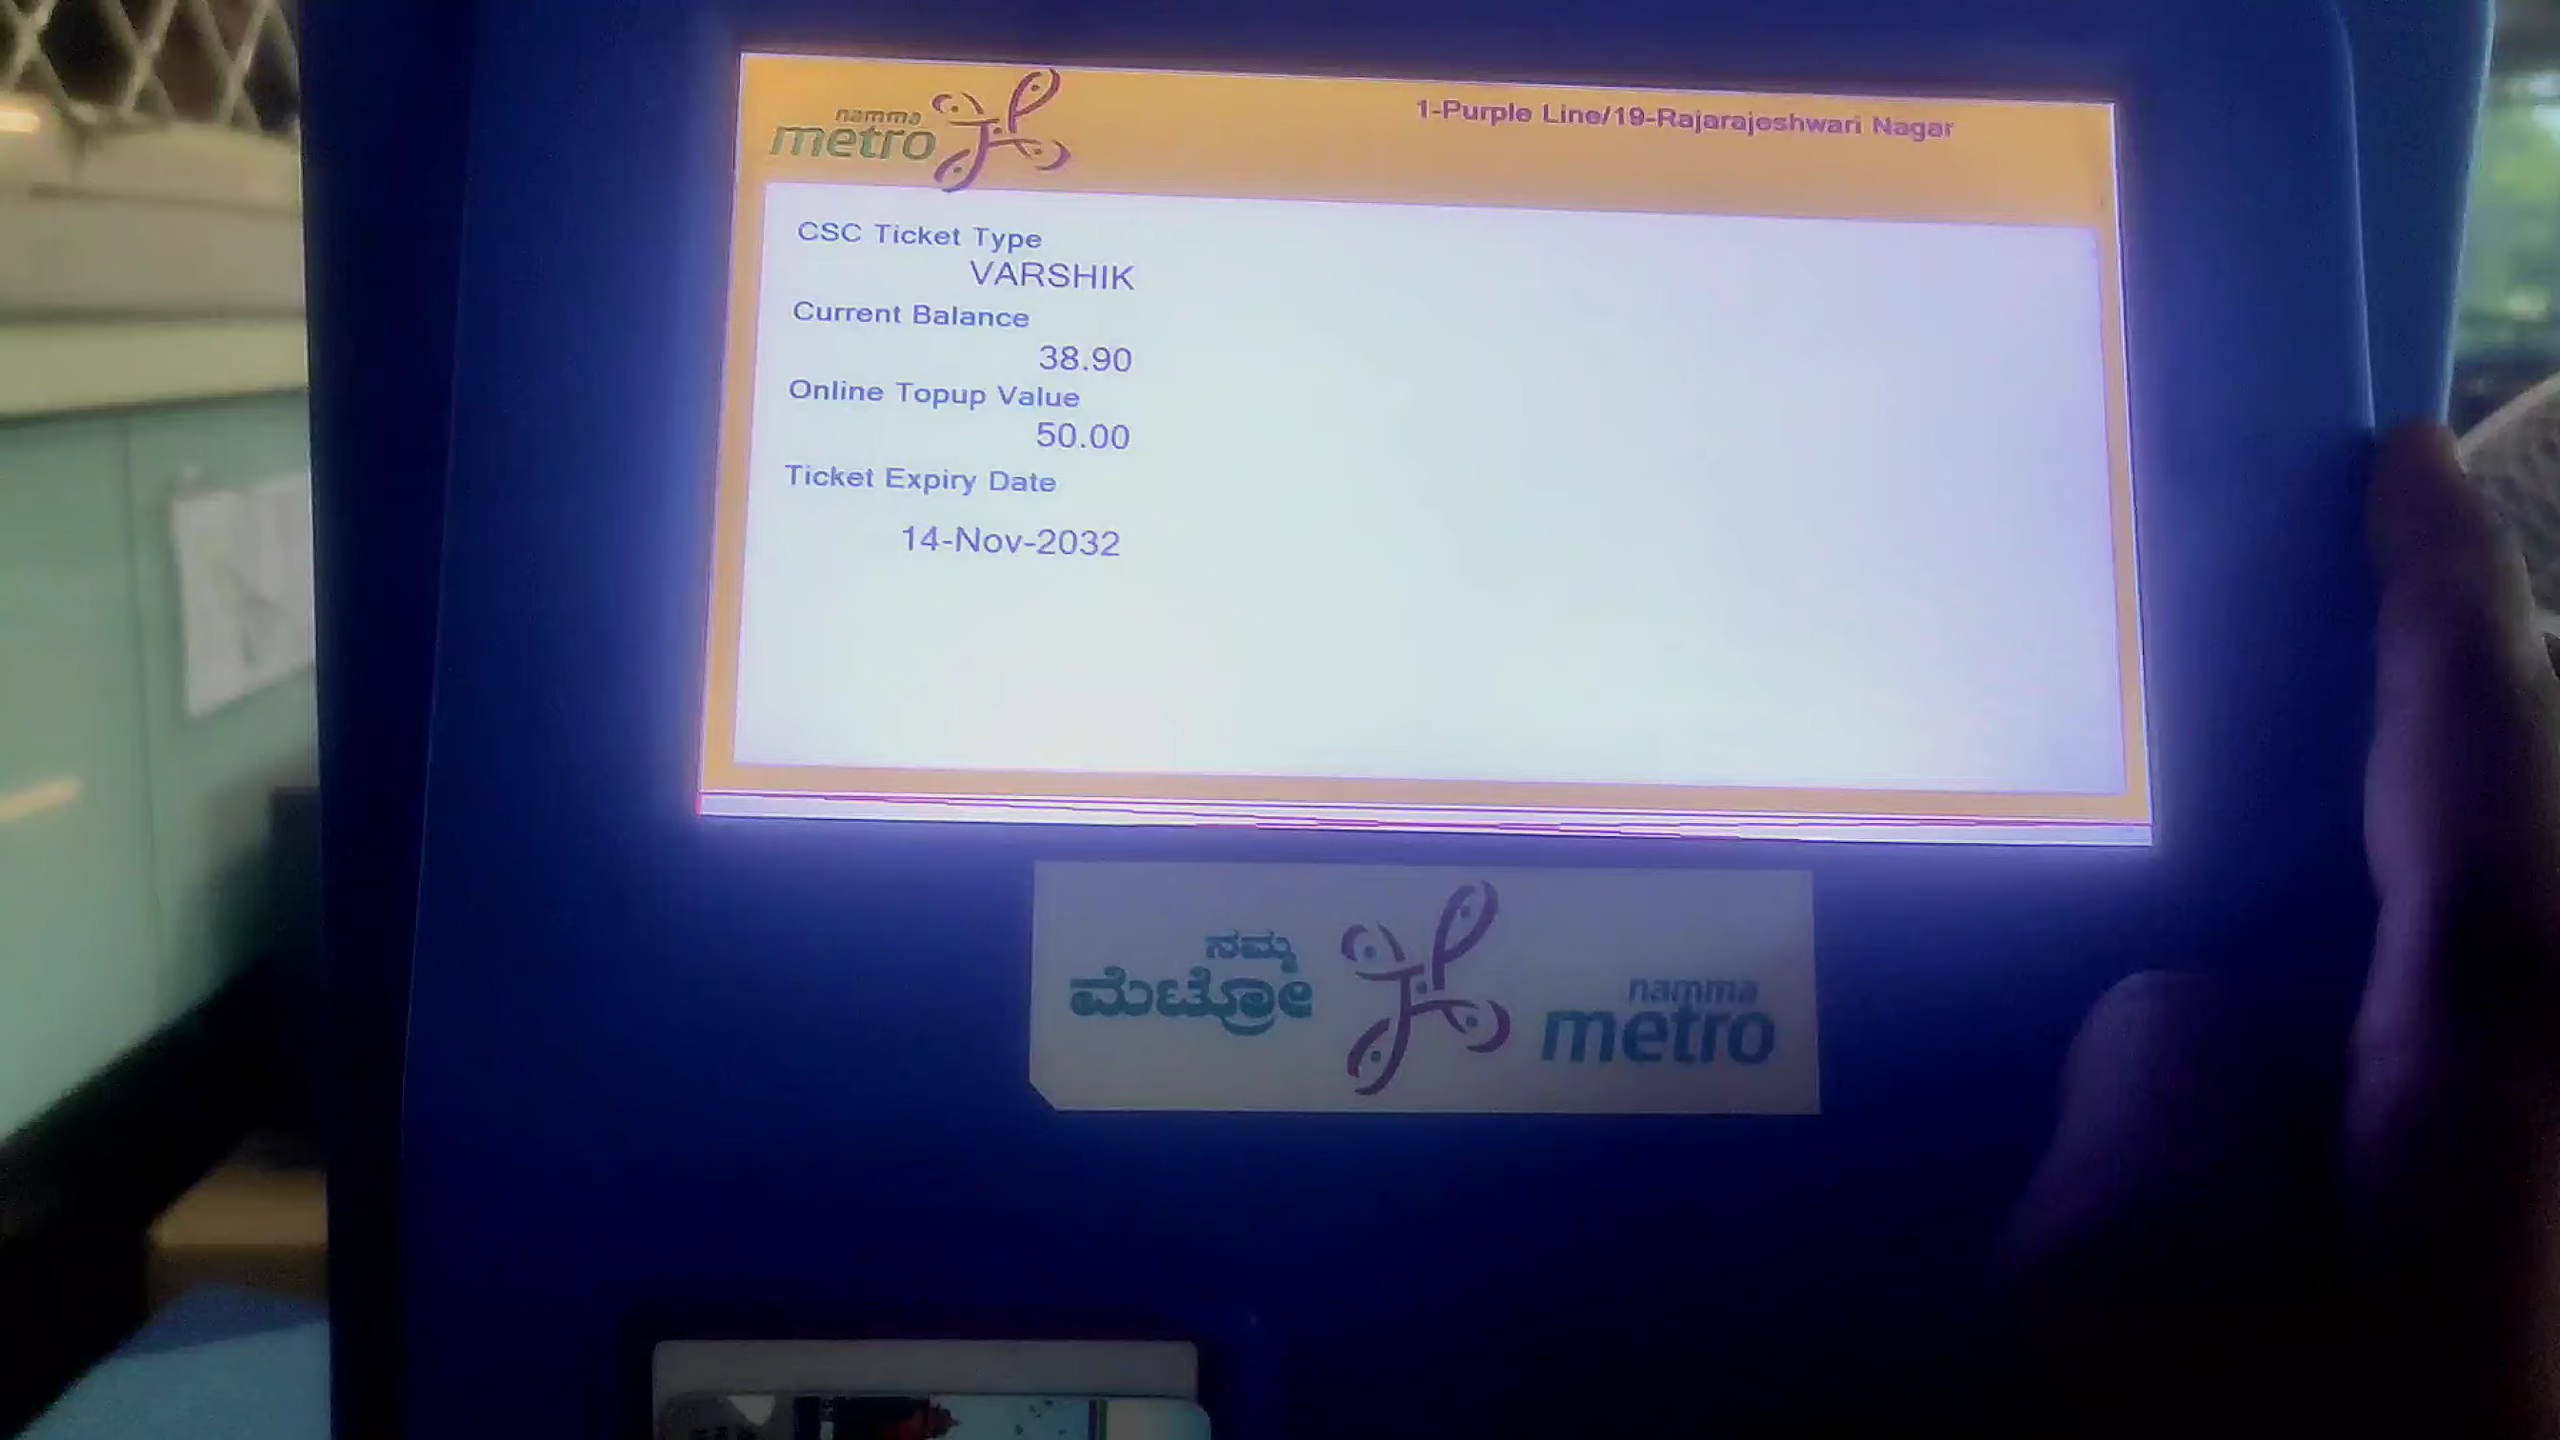 namma
metro
1-Purple Line/19-Rajarajeshwari Nagar
CSC Ticket Type
VARSHIK
Current Balance
38.90
Online Topup Value
50.00
Ticket Expiry Date
14-Nov-2032
ನಮ್ಮ
ಮೆಟ್ರೋ
namma
metro